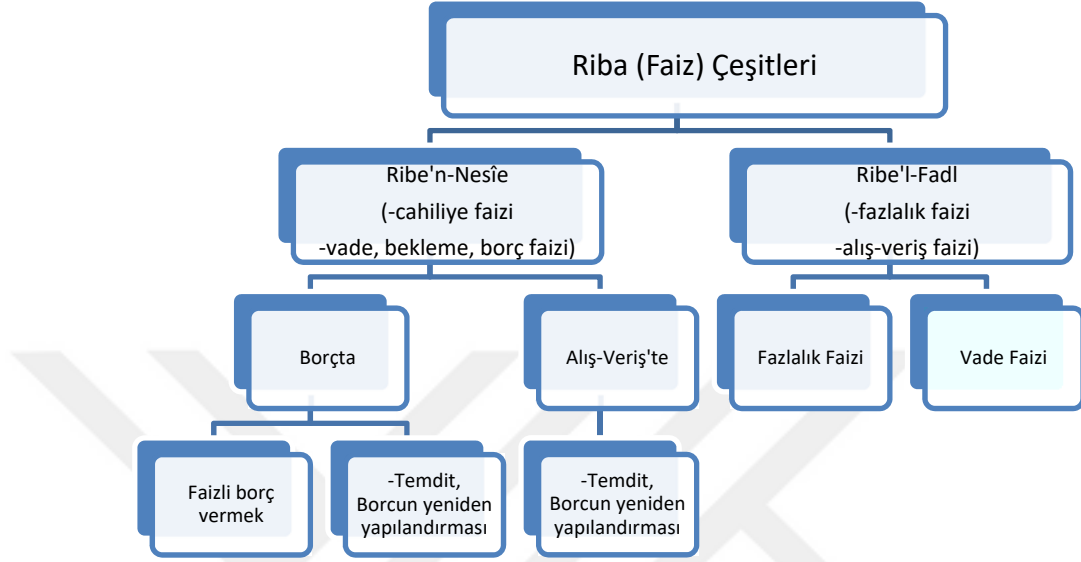 Riba (Faiz) Çeşitleri
Ribe'n-Nesîe
(-cahiliye faizi
-vade, bekleme, borç faizi)
Ribe'l-Fadl
(-fazlalık faizi
-alış-veriş faizi)
Borçta
Alış-Veriş'te
Fazlalık Faizi
Vade Faizi
Faizli borç
vermek
-Temdit,
Borcun yeniden
yapılandırması
-Temdit,
Borcun yeniden
yapılandırması